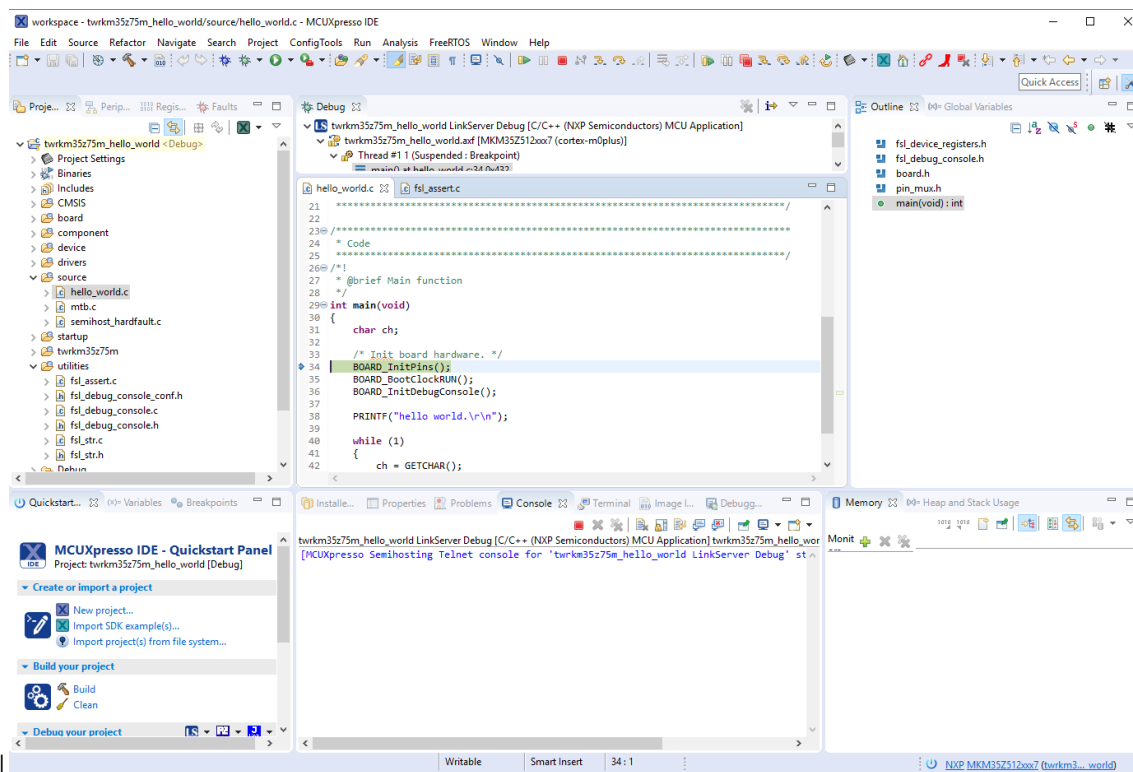 workspace - twrkm35z75m_hello_world/source/hello_world.c - MCUXpresso IDE
File Edit Source Refactor Navigate Search Project ConfigTools Run Analysis FreeRTOS Window Help
Quick Access
Proje... Perip... Regis... Faults
twrkm35z75m_hello_world <Debug>
Project Settings
Binaries
Includes
CMSIS
board
component
device
drivers
source
hello_world.c
mtb.c
semihost_hardfault.c
startup
twrkm35z75m
utilities
fsl_assert.c
fsl_debug_console_conf.h
fsl_debug_console.c
fsl_debug_console.h
fsl_str.c
fsl_str.h
Debug
Debug
twrkm35z75m_hello_world LinkServer Debug [C/C++ (NXP Semiconductors) MCU Application]
twrkm35z75m_hello_world.axf [MKM35Z512xxx7 (cortex-m0plus)]
Thread #1 1 (Suspended : Breakpoint)
main() at hello_world.c:34 0x432
hello_world.c fsl_assert.c
21 ******************************************************************************/
22
23 /*******************************************************************************
24 * Code
25 ******************************************************************************/
26 /*!
27 * @brief Main function
28 */
29 int main(void)
30 {
31 char ch;
32
33 /* Init board hardware. */
34 BOARD_InitPins();
35 BOARD_BootClockRUN();
36 BOARD_InitDebugConsole();
37
38 PRINTF("hello world.\r\n");
39
40 while (1)
41 {
42 ch = GETCHAR();
Outline Global Variables
fsl_device_registers.h
fsl_debug_console.h
board.h
pin_mux.h
main(void) : int
Quickstart... Variables Breakpoints
IDE
MCUXpresso IDE - Quickstart Panel
Project: twrkm35z75m_hello_world [Debug]
Create or import a project
New project...
Import SDK example(s)...
Import project(s) from file system...
Build your project
Build
Clean
Debug your project
Installe... Properties Problems Console Terminal Image I... Debugg...
twrkm35z75m_hello_world LinkServer Debug [C/C++ (NXP Semiconductors) MCU Application] twrkm35z75m_hello_wor
[MCUXpresso Semihosting Telnet console for 'twrkm35z75m_hello_world LinkServer Debug' st
Memory Heap and Stack Usage
Monit
Writable Smart Insert 34 : 1
NXP MKM35Z512xxx7 (twrkm3... world)